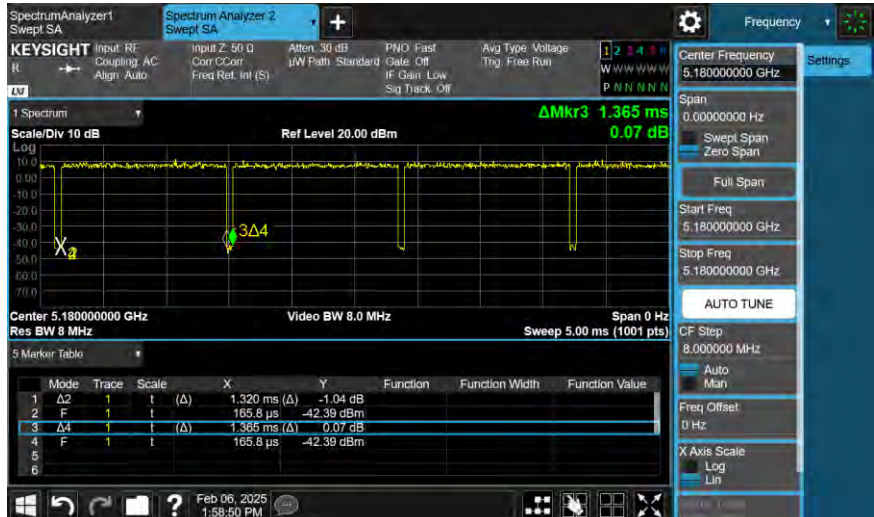 SpectrumAnalyzer1
Swept SA
Spectrum Analyzer 2
Swept SA
+
Frequency
KEYSIGHT
R
LXI
Input: RF
Coupling: AC
Align: Auto
Input Z: 50 Ω
Corr CCorr
Freq Ref: Int (S)
Atten: 30 dB
µW Path: Standard
PNO: Fast
Gate: Off
IF Gain: Low
Sig Track: Off
Avg Type: Voltage
Trig: Free Run
1 2 3 4 5 6
W W W W W W
P N N N N N
Center Frequency
5.180000000 GHz
Settings
1 Spectrum
ΔMkr3 1.365 ms
Scale/Div 10 dB
Ref Level 20.00 dBm
0.07 dB
Span
0.00000000 Hz
Swept Span
Zero Span
Log
10.0
0.00
-10.0
-20.0
-30.0
-40.0
-50.0
-60.0
-70.0
3Δ4
X
Full Span
Start Freq
5.180000000 GHz
Stop Freq
5.180000000 GHz
AUTO TUNE
Center 5.180000000 GHz
Video BW 8.0 MHz
Span 0 Hz
Res BW 8 MHz
Sweep 5.00 ms (1001 pts)
CF Step
8.000000 MHz
Auto
Man
5 Marker Table
Mode Trace Scale X Y Function Function Width Function Value
1 Δ2 1 t (Δ) 1.320 ms (Δ) -1.04 dB
2 F 1 t 165.8 µs -42.39 dBm
3 Δ4 1 t (Δ) 1.365 ms (Δ) 0.07 dB
4 F 1 t 165.8 µs -42.39 dBm
5
6
Freq Offset
0 Hz
X Axis Scale
Log
Lin
?
Feb 06, 2025
1:58:50 PM